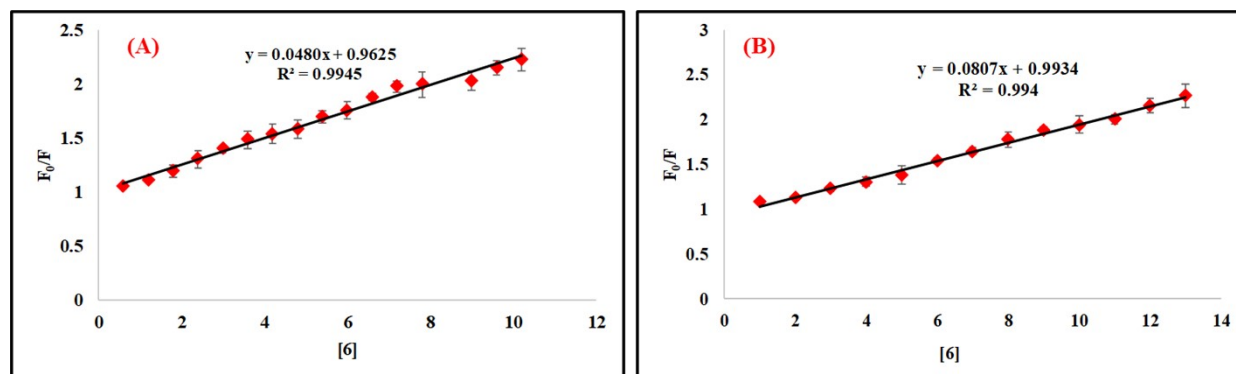 (A)
y = 0.0480x + 0.9625
R² = 0.9945
F₀/F
2.5
2
1.5
1
0.5
0
0 2 4 6 8 10 12
[6]
(B)
y = 0.0807x + 0.9934
R² = 0.994
F₀/F
3
2.5
2
1.5
1
0.5
0
0 2 4 6 8 10 12 14
[6]